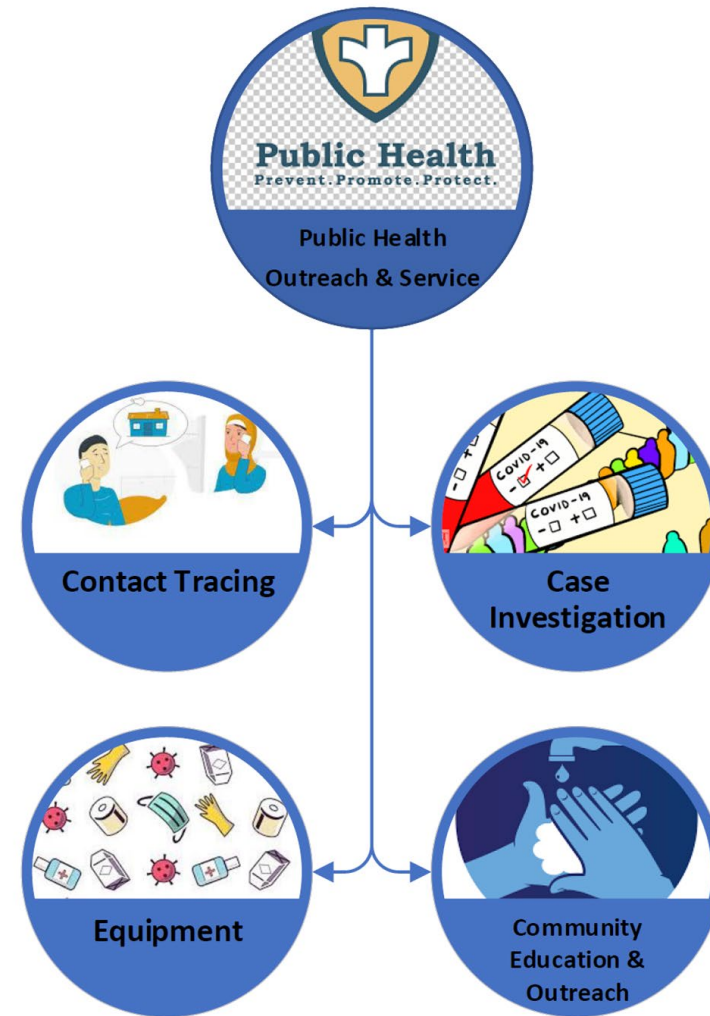 Public Health
Prevent.Promote.Protect.
Public Health
Outreach & Service
Contact Tracing
COVID-19
- +
COVID-19
- +
Case
Investigation
Equipment
Community
Education &
Outreach